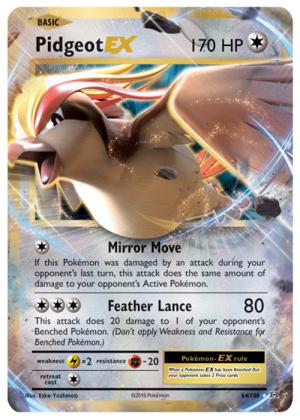 BASIC
Pidgeot EX 170 HP
Mirror Move
If this Pokémon was damaged by an attack during your
opponent's last turn, this attack does the same amount of
damage to your opponent's Active Pokémon.
Feather Lance 80
This attack does 20 damage to 1 of your opponent's
Benched Pokémon. (Don't apply Weakness and Resistance for
Benched Pokémon.)
weakness ×2 resistance -20
retreat
cost
Pokémon-EX rule
When a Pokémon-EX has been Knocked Out,
your opponent takes 2 Prize cards.
Illus. Eske Yoshinob
©2016 Pokémon
64/108